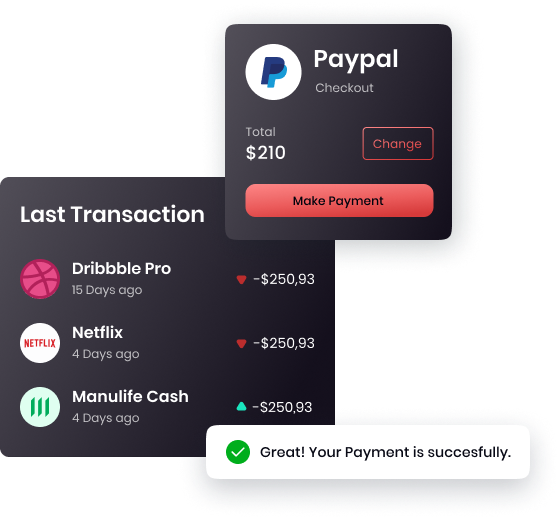 Paypal
Checkout
Total
$210
Change
Make Payment
Last Transaction
Dribbble Pro
15 Days ago
-$250,93
NETFLIX
Netflix
4 Days ago
-$250,93
Manulife Cash
4 Days ago
-$250,93
Great! Your Payment is succesfully.